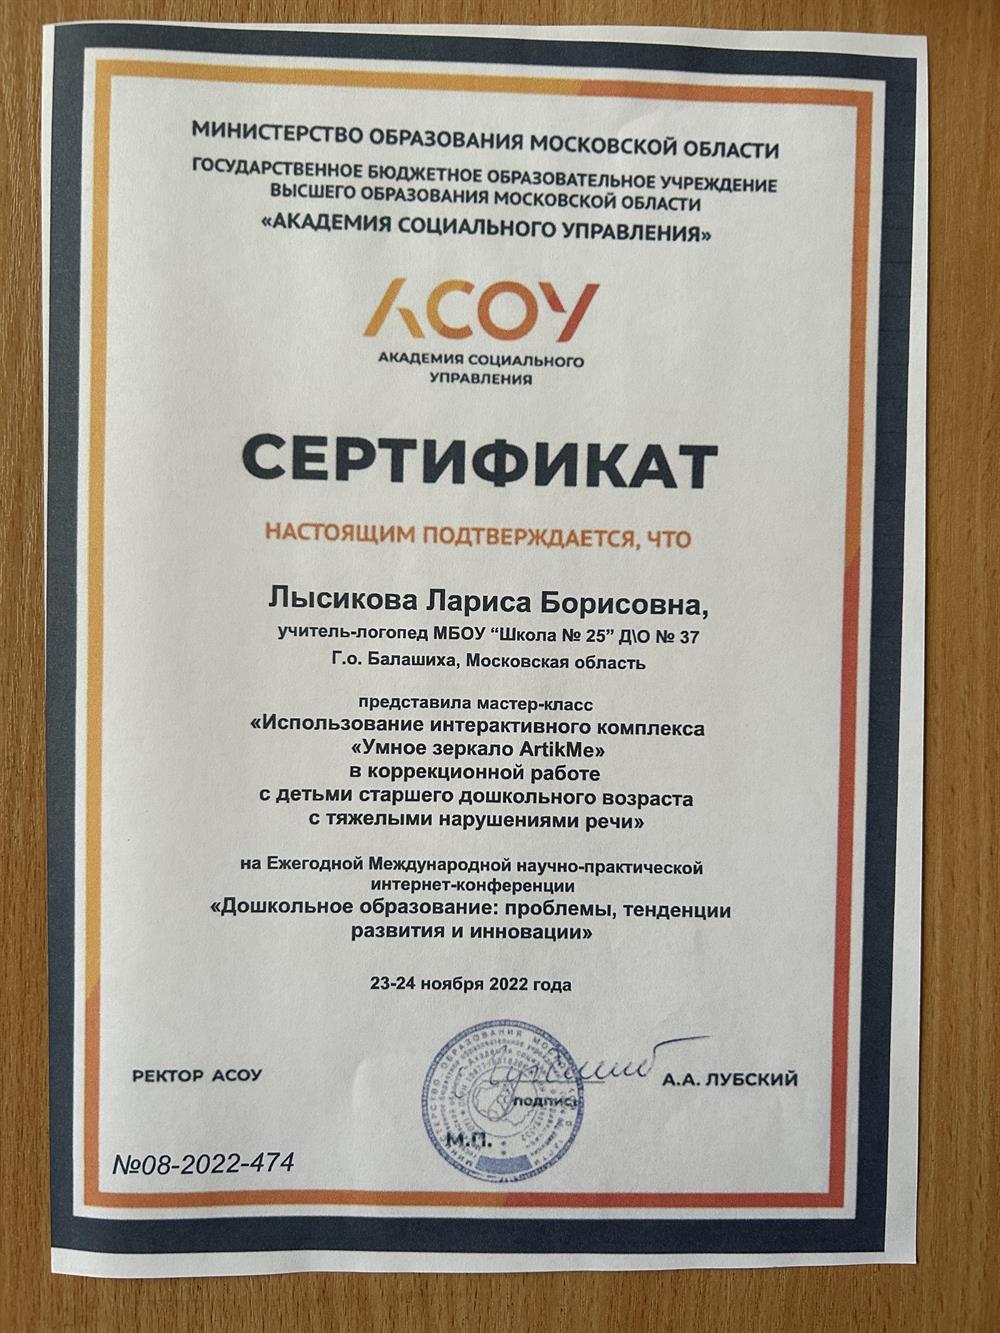 МИНИСТЕРСТВО ОБРАЗОВАНИЯ МОСКОВСКОЙ ОБЛАСТИ
ГОСУДАРСТВЕННОЕ БЮДЖЕТНОЕ ОБРАЗОВАТЕЛЬНОЕ УЧРЕЖДЕНИЕ
ВЫСШЕГО ОБРАЗОВАНИЯ МОСКОВСКОЙ ОБЛАСТИ
«АКАДЕМИЯ СОЦИАЛЬНОГО УПРАВЛЕНИЯ»
АСОУ
АКАДЕМИЯ СОЦИАЛЬНОГО
УПРАВЛЕНИЯ
СЕРТИФИКАТ
НАСТОЯЩИМ ПОДТВЕРЖДАЕТСЯ, ЧТО
Лысикова Лариса Борисовна,
учитель-логопед МБОУ “Школа № 25” Д\О № 37
Г.о. Балашиха, Московская область
представила мастер-класс
«Использование интерактивного комплекса
«Умное зеркало ArtikMe»
в коррекционной работе
с детьми старшего дошкольного возраста
с тяжелыми нарушениями речи»
на Ежегодной Международной научно-практической
интернет-конференции
«Дошкольное образование: проблемы, тенденции
развития и инновации»
23-24 ноября 2022 года
РЕКТОР АСОУ
подпись
А.А. ЛУБСКИЙ
М.П.
№08-2022-474